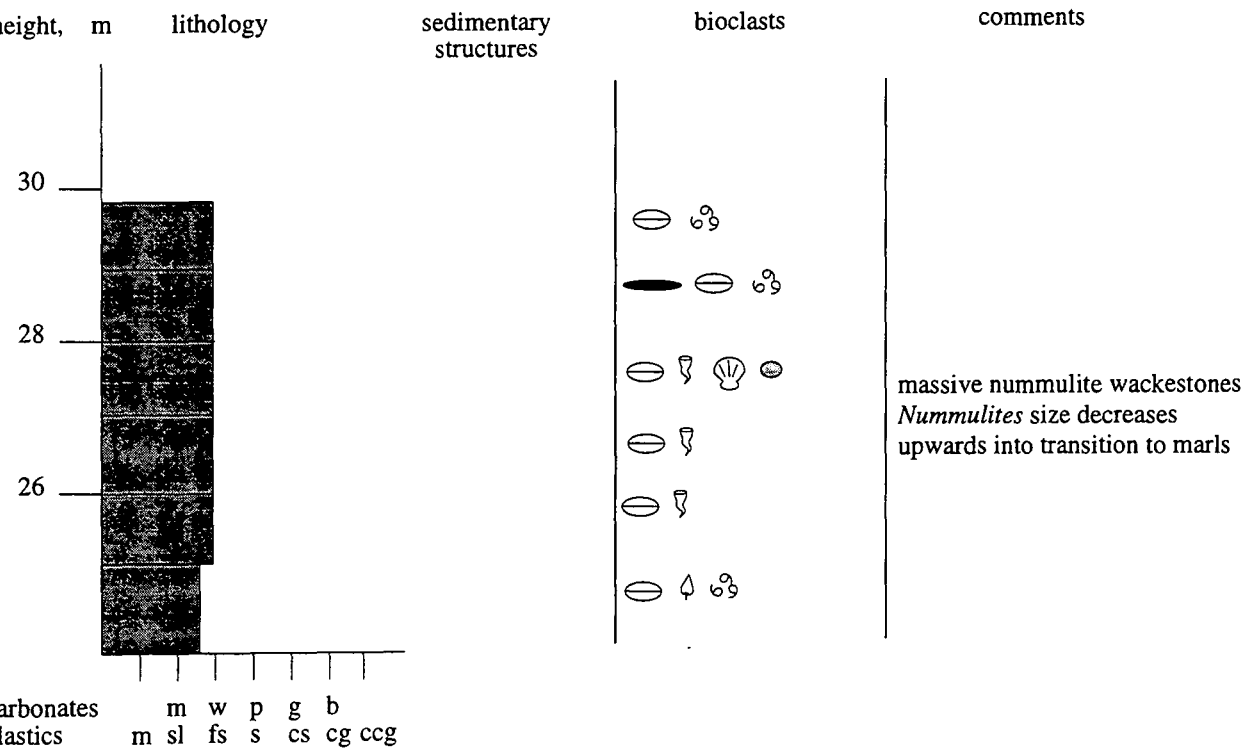 height, m lithology sedimentary structures bioclasts comments
30
28
massive nummulite wackestones
Nummulites size decreases
upwards into transition to marls
26
arbonates m w p g b
lastics m sl fs s cs cg ccg